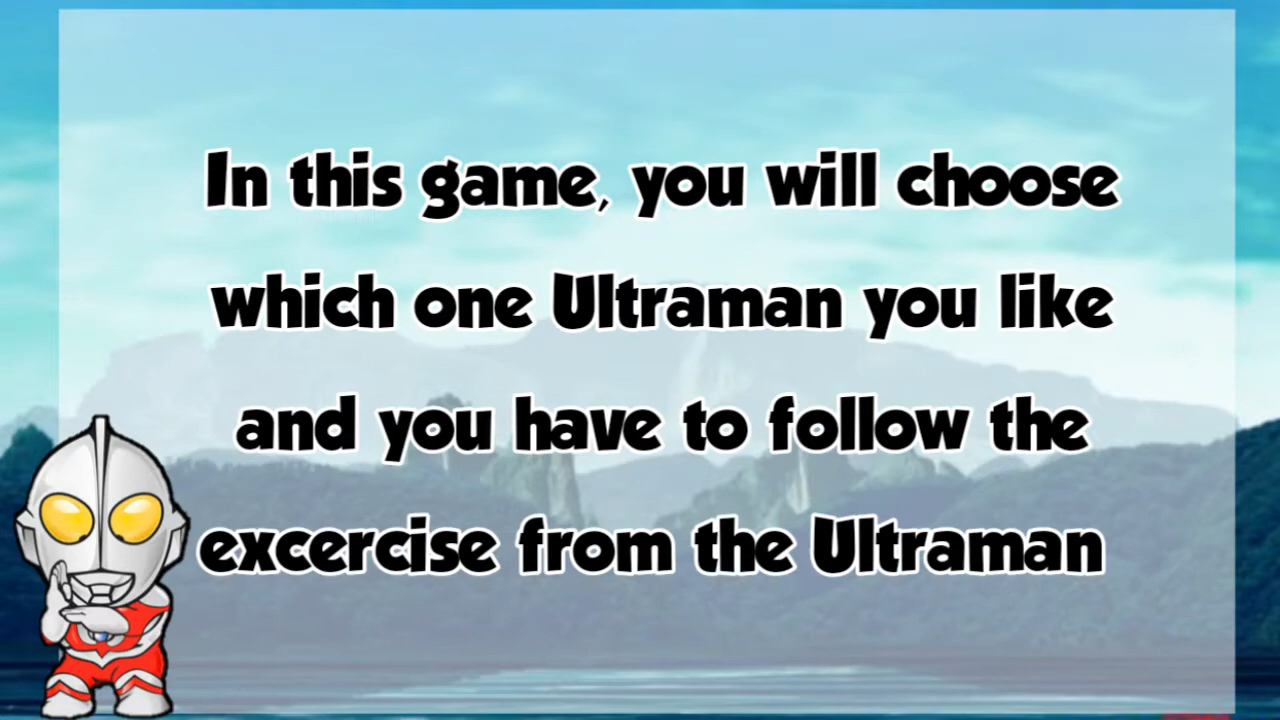 In this game, you will choose
which one Ultraman you like
and you have to follow the
excercise from the Ultraman